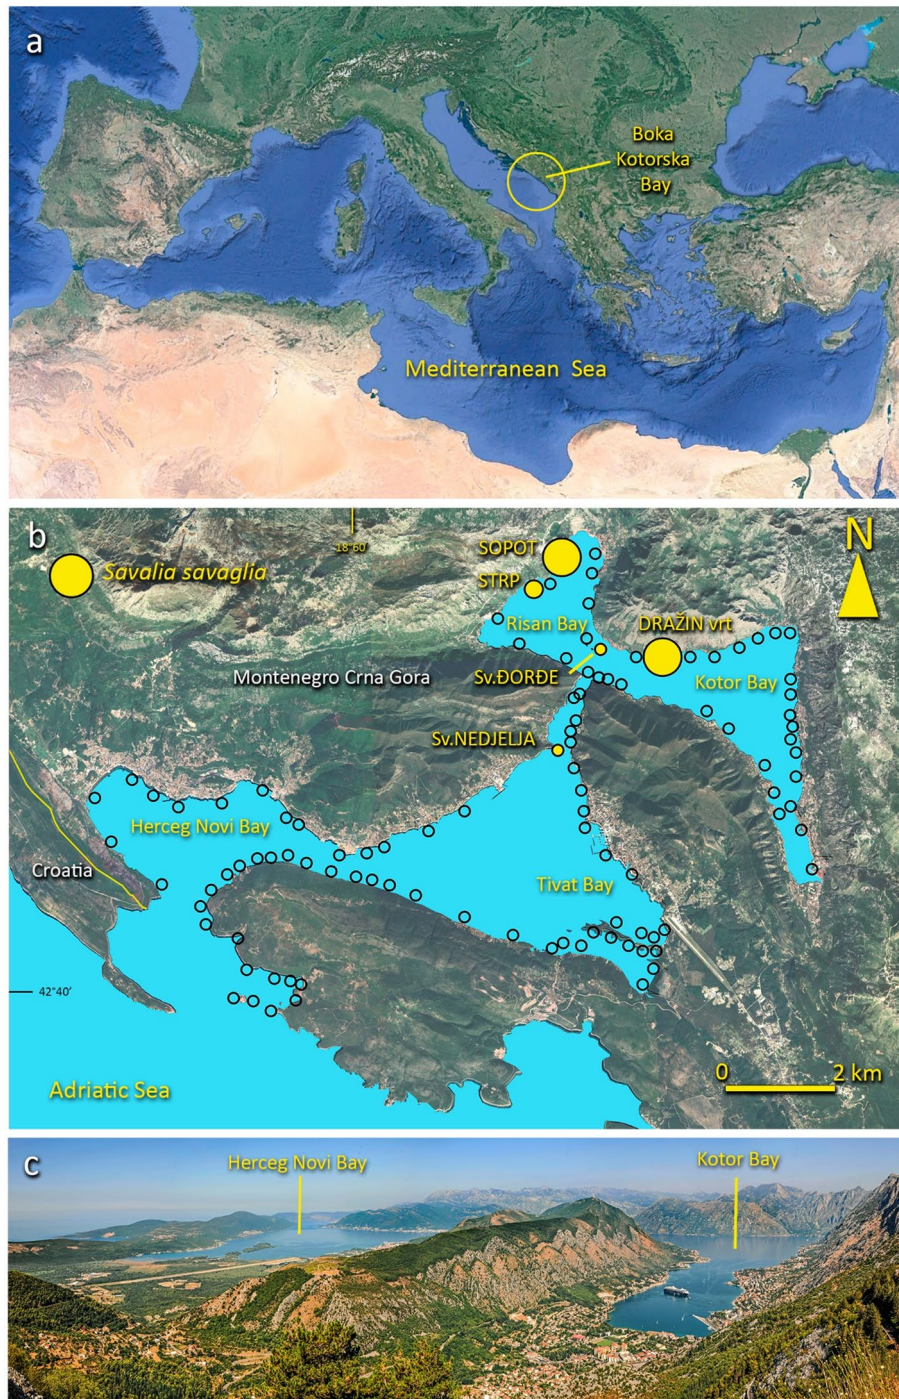 a
Boka
Kotorska
Bay
Mediterranean Sea
b
18°60'
N
Savalia savaglia
SOPOT
STRP
Risan Bay
DRAŽIN vrt
Montenegro Crna Gora
Sv.ĐORĐE
Kotor Bay
Sv.NEDJELJA
Herceg Novi Bay
Croatia
Tivat Bay
42°40'
0 2 km
Adriatic Sea
c
Herceg Novi Bay
Kotor Bay